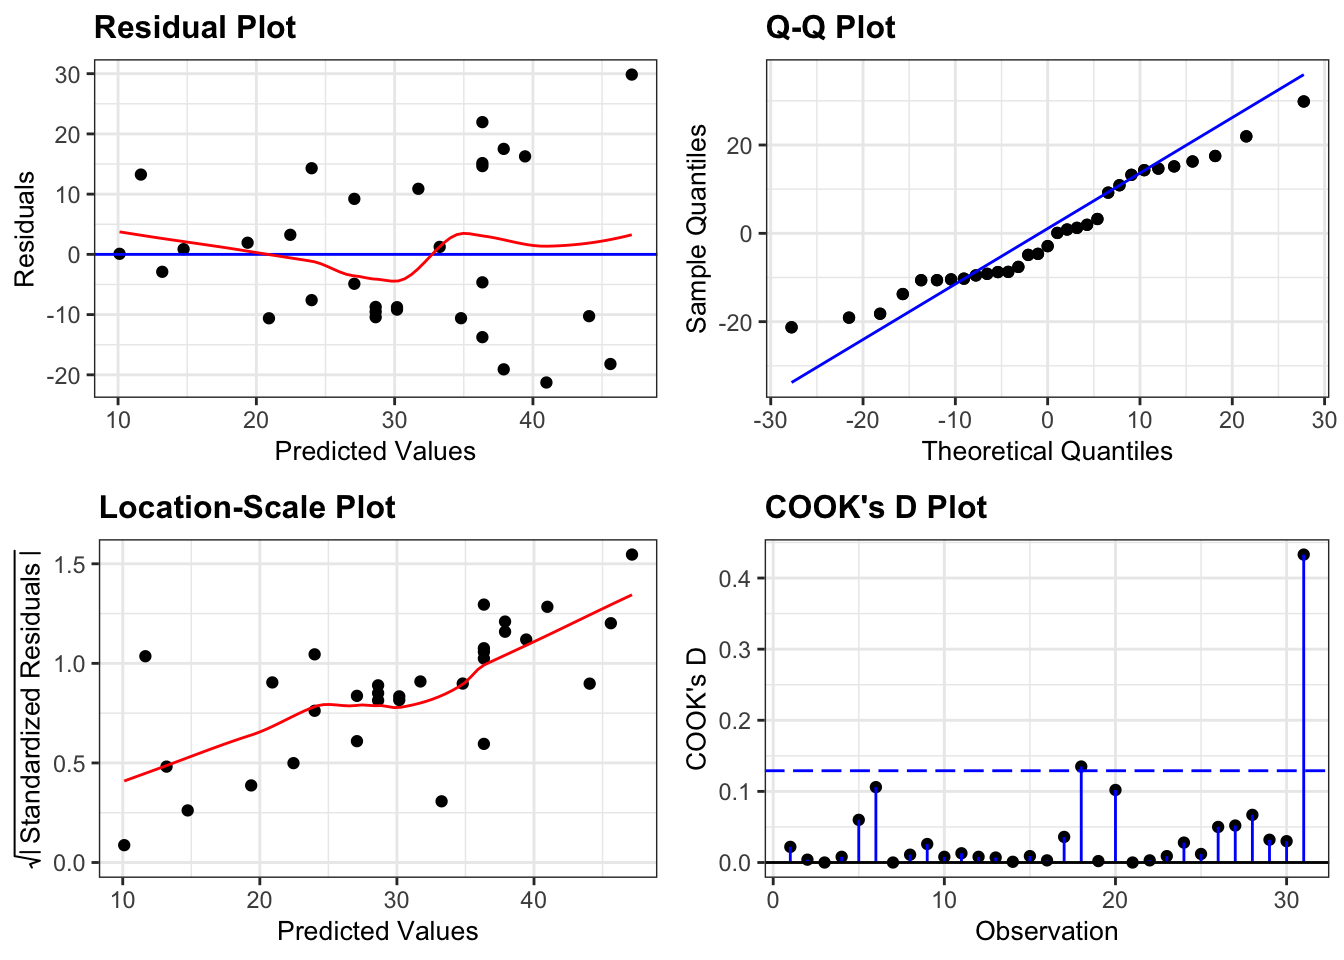 Residual Plot
30
20
10
0
-10
-20
Residuals
10 20 30 40
Predicted Values
Q-Q Plot
20
0
-20
Sample Quantiles
-30 -20 -10 0 10 20 30
Theoretical Quantiles
Location-Scale Plot
1.5
1.0
0.5
0.0
√| Standardized Residuals |
10 20 30 40
Predicted Values
COOK's D Plot
0.4
0.3
0.2
0.1
0.0
COOK's D
0 10 20 30
Observation